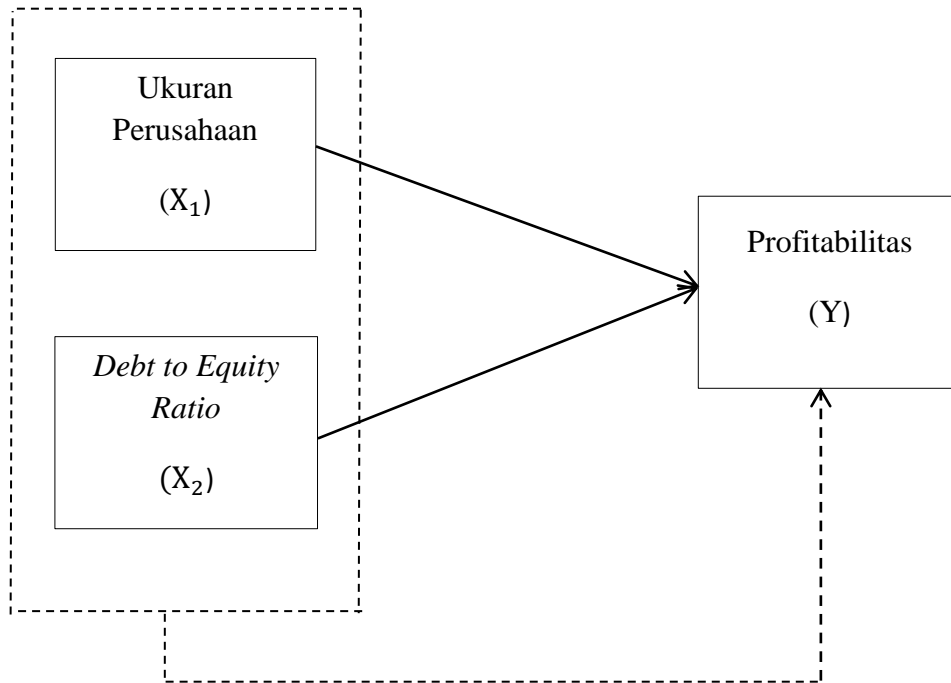 Ukuran
Perusahaan
(X₁)
Profitabilitas
(Y)
Debt to Equity
Ratio
(X₂)